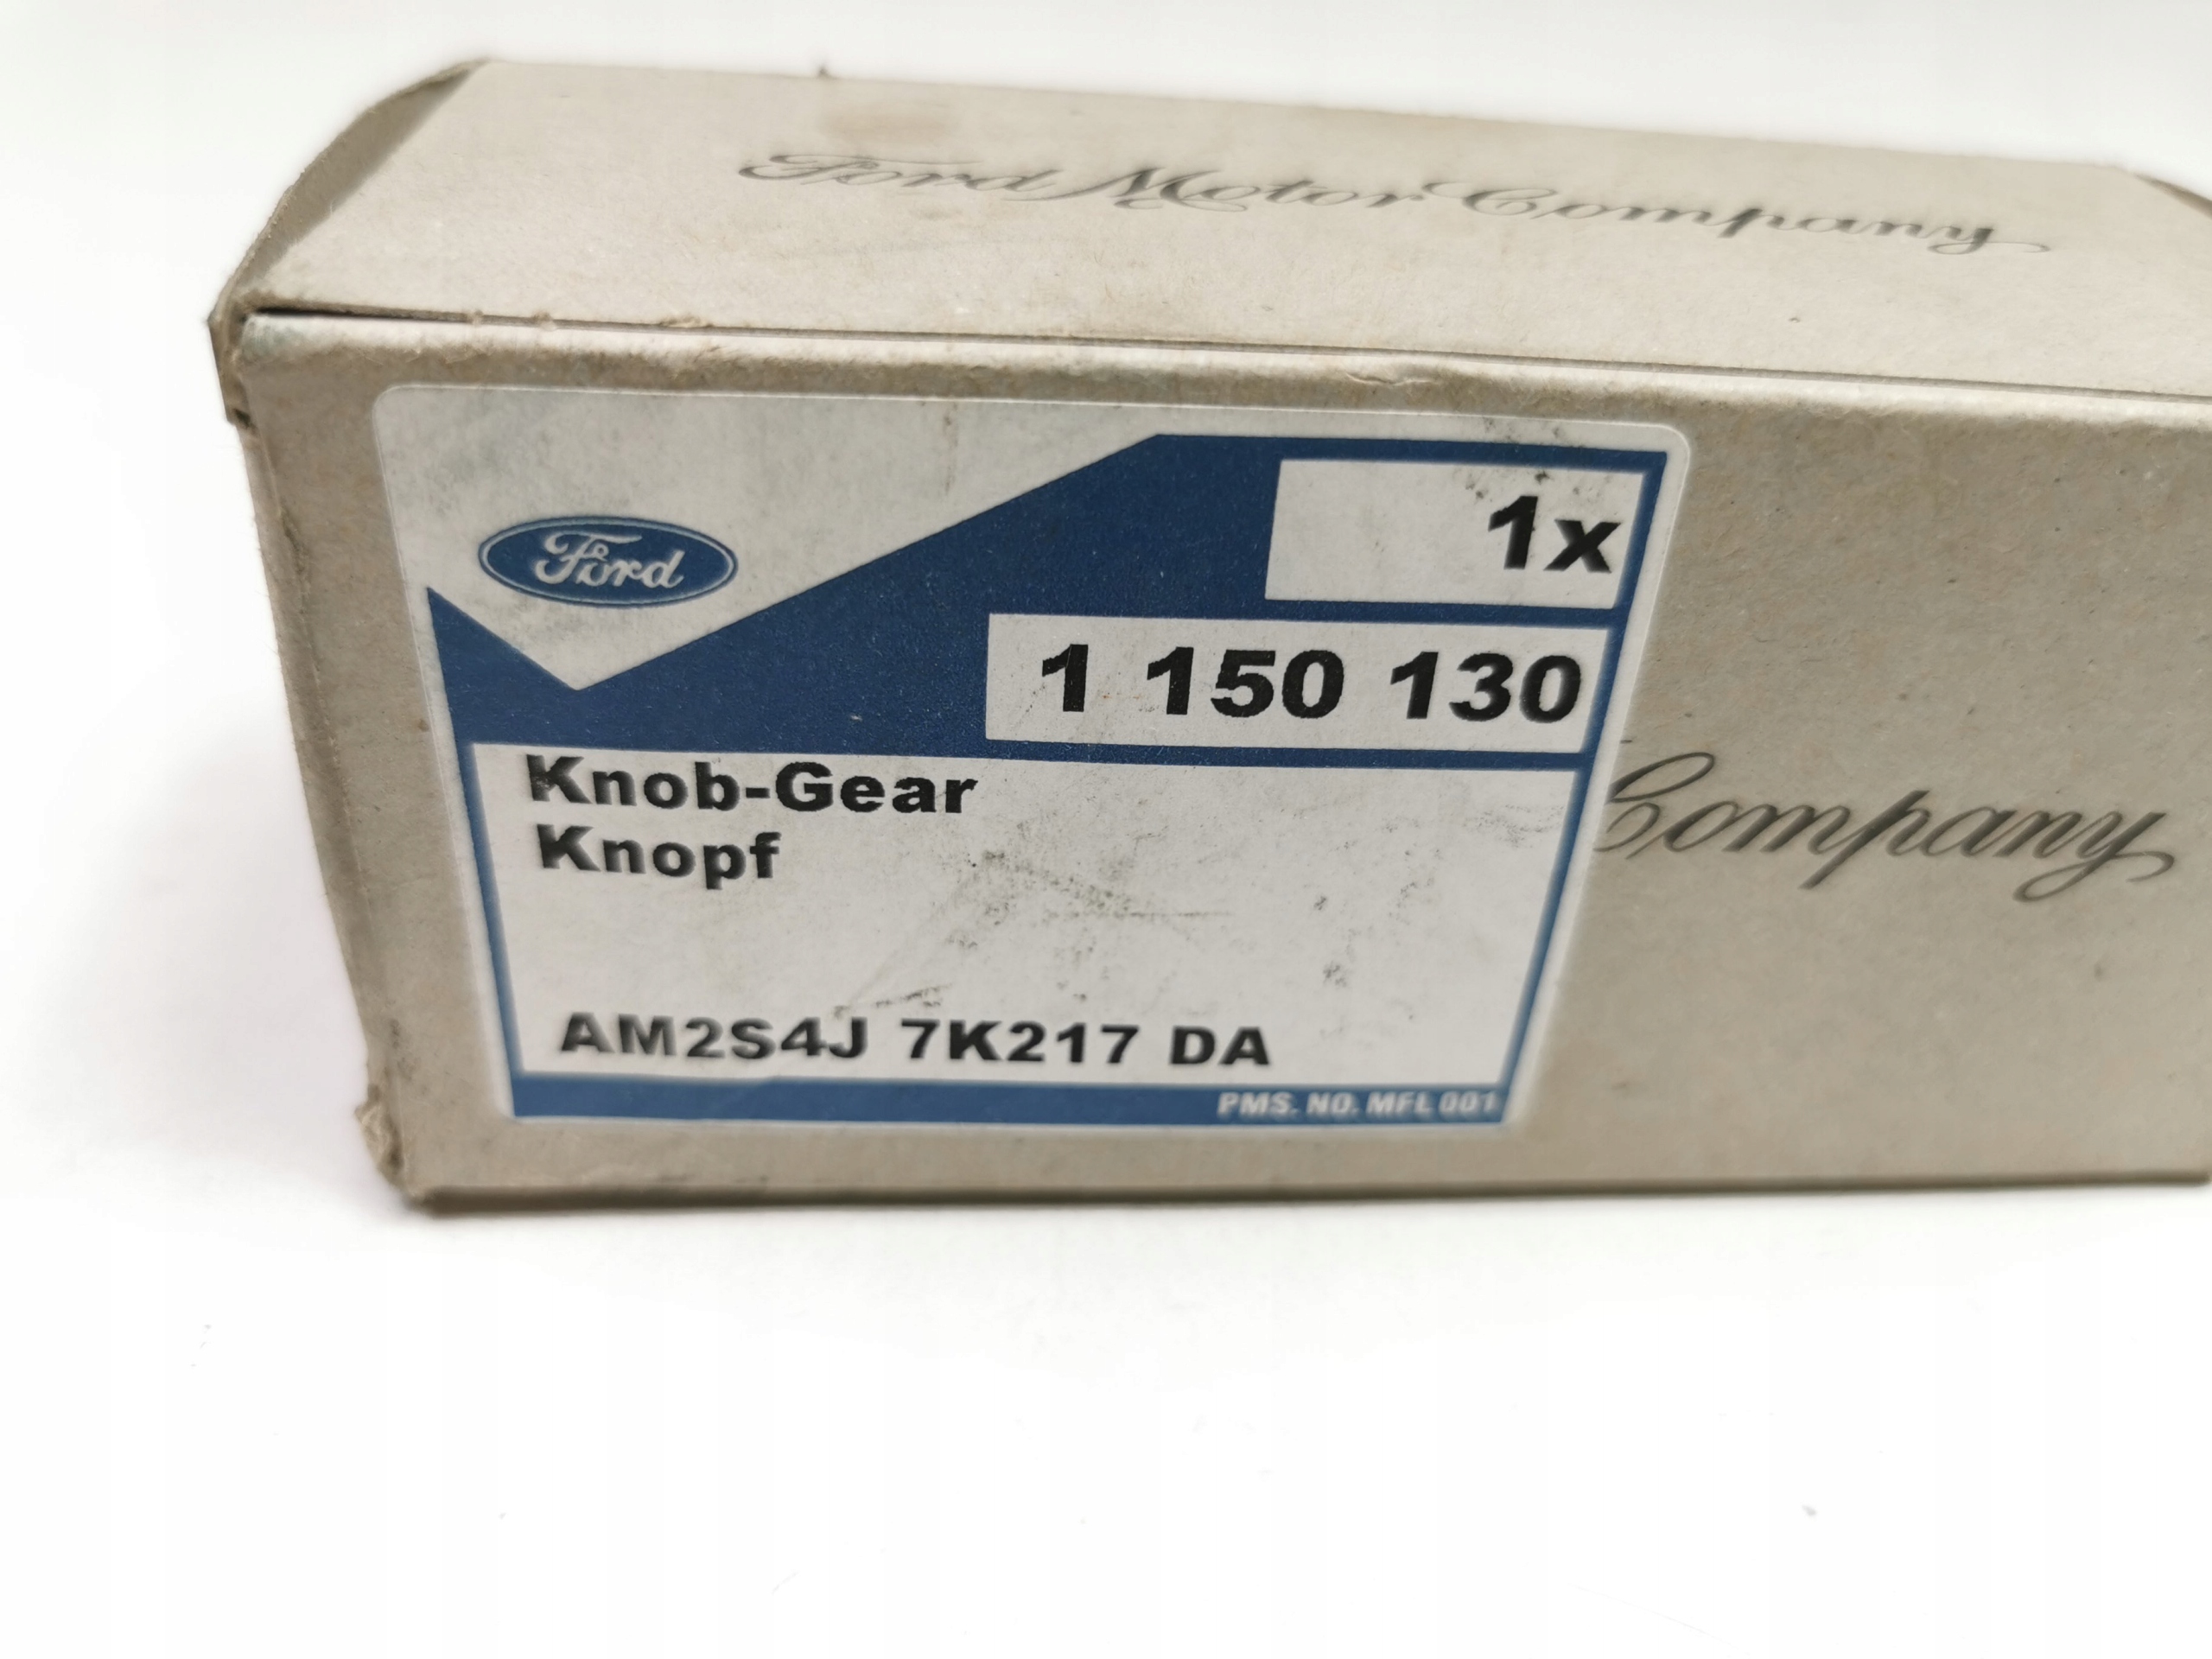 Ford Motor Company
Ford
1x
1 150 130
Knob-Gear
Knopf
Company
AM2S4J 7K217 DA
PMS. NO. MFL 001